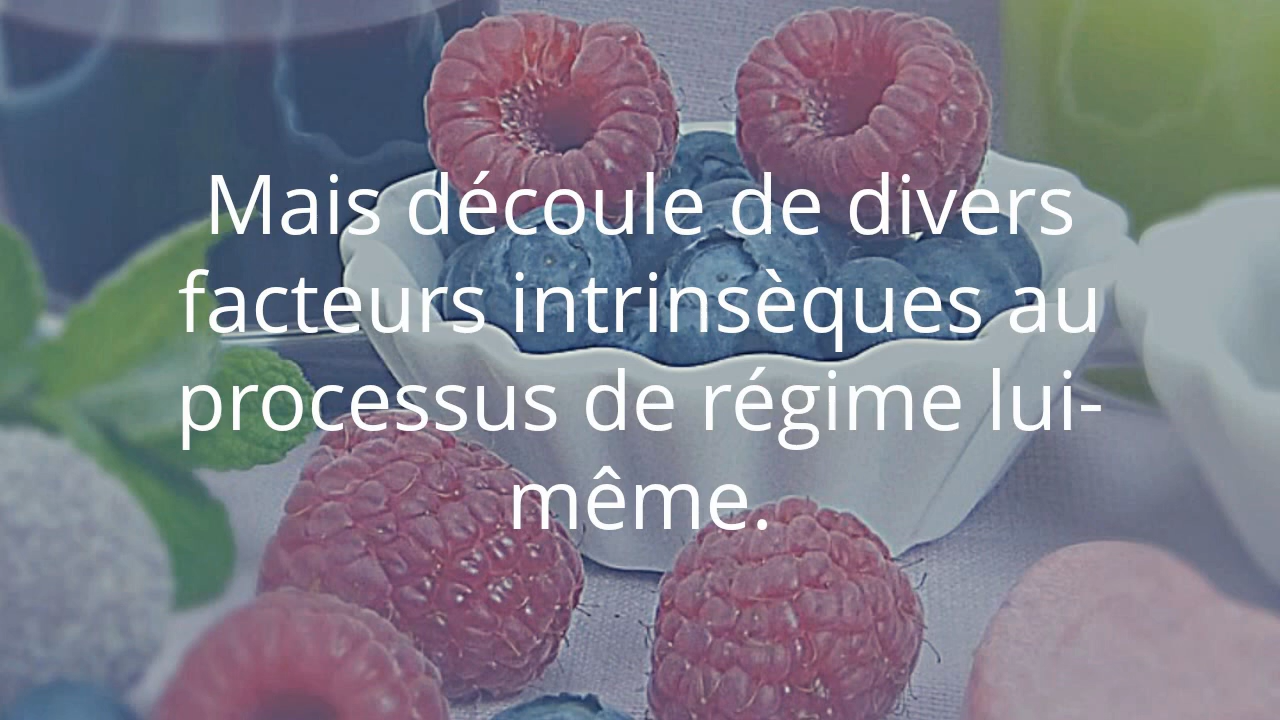 Mais découle de divers
facteurs intrinsèques au
processus de régime lui-
même.